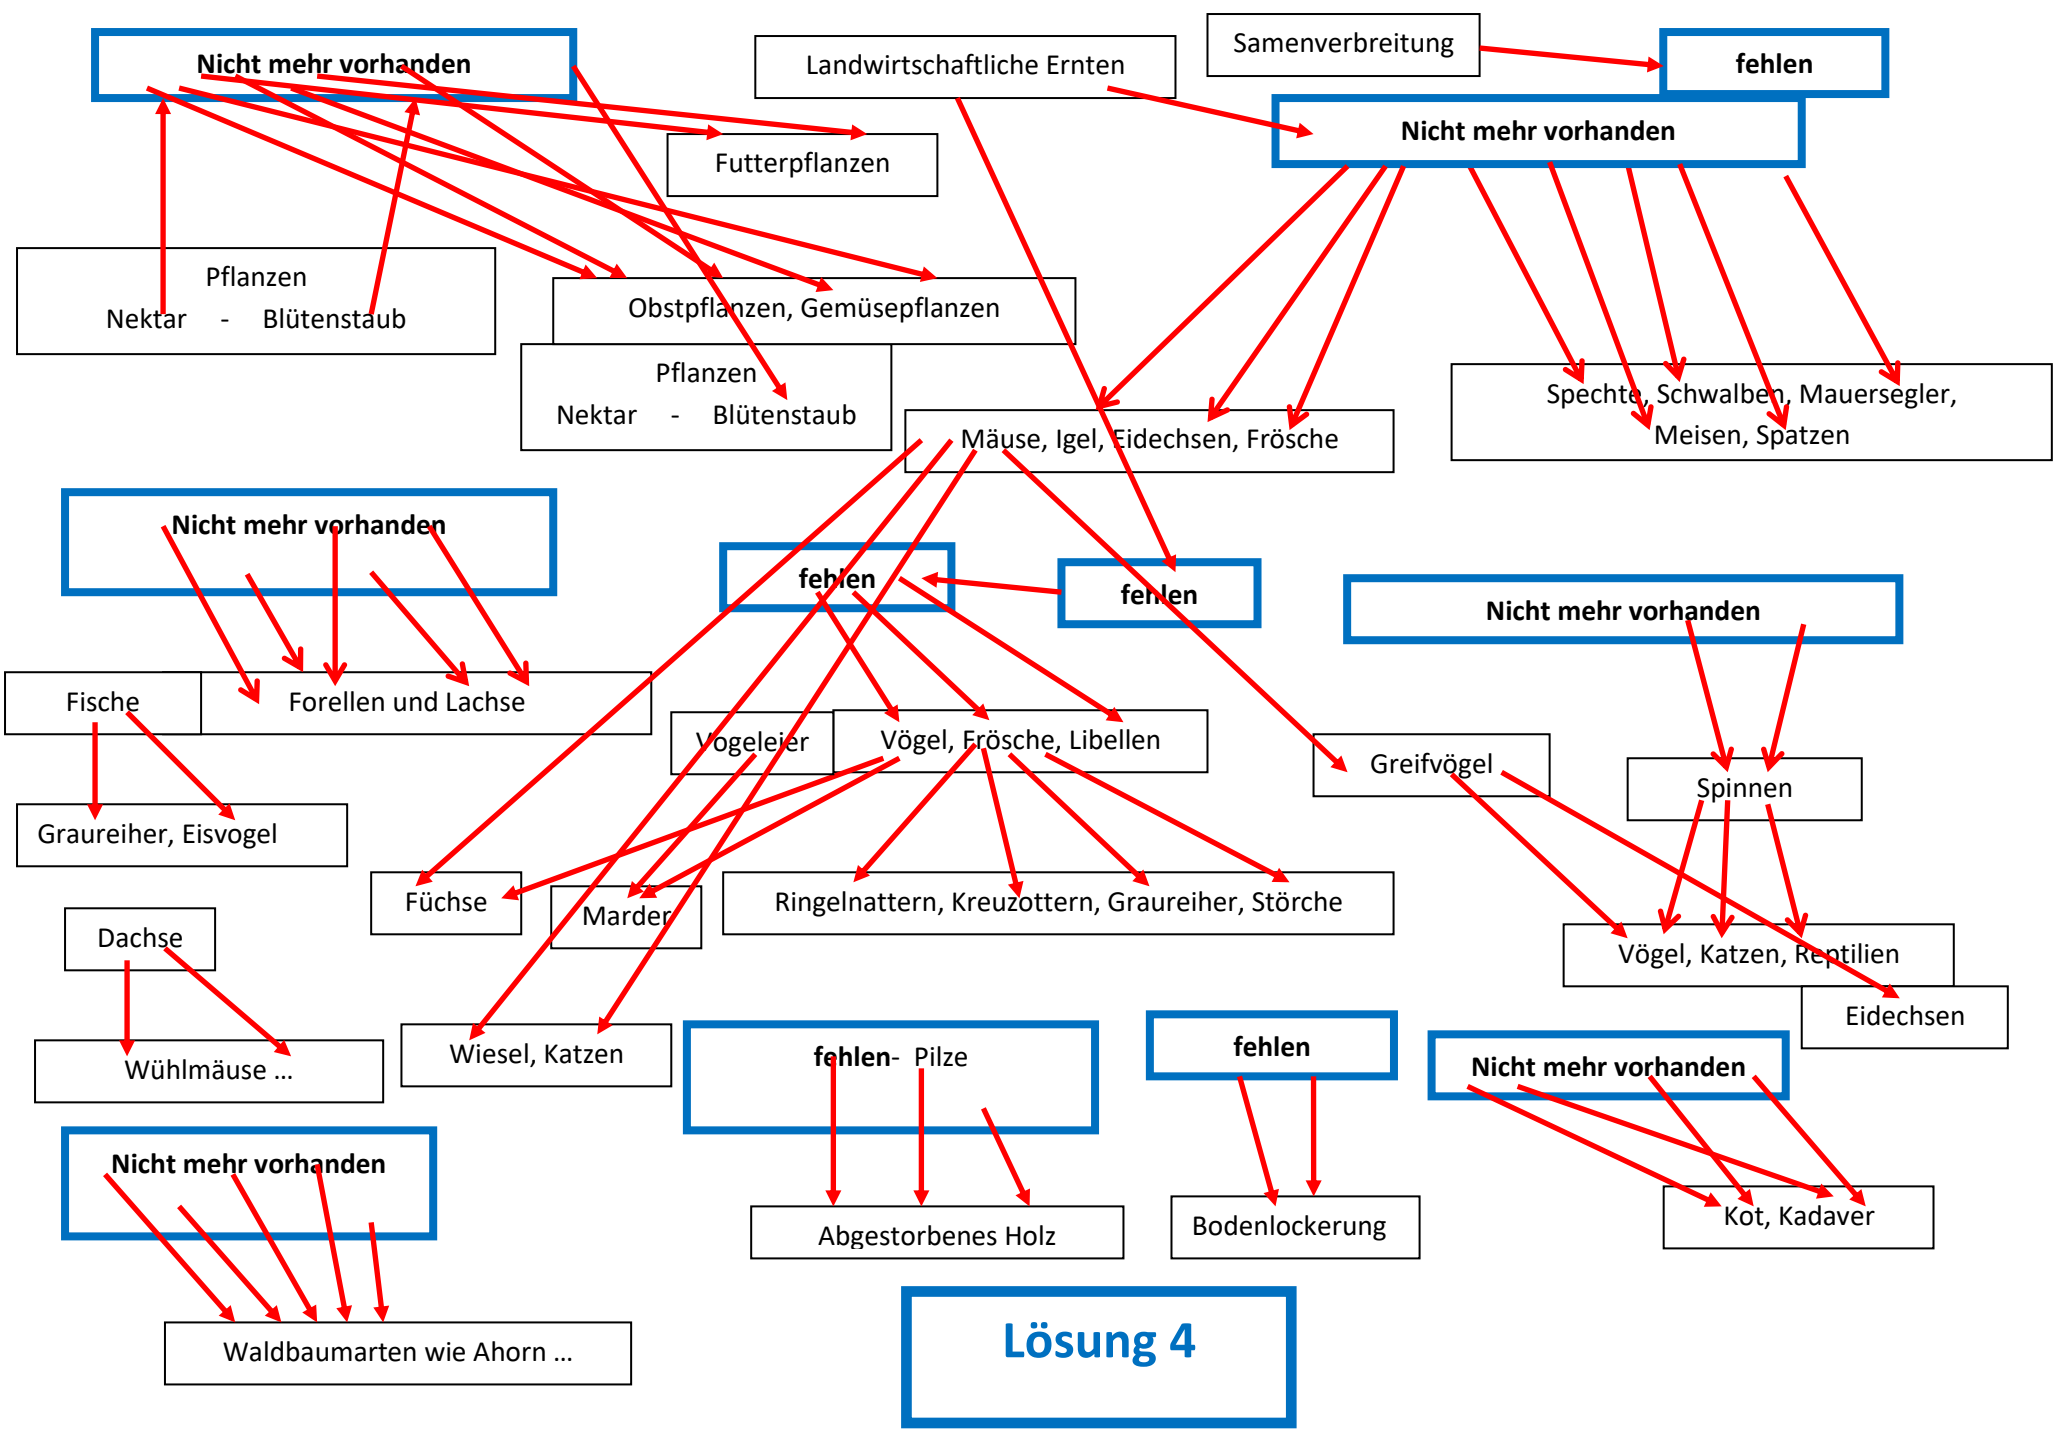 Samenverbreitung
Nicht mehr vorhanden
Landwirtschaftliche Ernten
fehlen
Nicht mehr vorhanden
Futterpflanzen
Pflanzen
Nektar - Blütenstaub
Obstpflanzen, Gemüsepflanzen
Pflanzen
Nektar - Blütenstaub
Spechte, Schwalben, Mauersegler,
Meisen, Spatzen
Mäuse, Igel, Eidechsen, Frösche
Nicht mehr vorhanden
fehlen
fehlen
Nicht mehr vorhanden
Fische
Forellen und Lachse
Vogeleier
Vögel, Frösche, Libellen
Greifvögel
Spinnen
Graureiher, Eisvogel
Füchse
Marder
Ringelnattern, Kreuzottern, Graureiher, Störche
Dachse
Vögel, Katzen, Reptilien
Eidechsen
Wühlmäuse ...
Wiesel, Katzen
fehlen- Pilze
fehlen
Nicht mehr vorhanden
Nicht mehr vorhanden
Abgestorbenes Holz
Bodenlockerung
Kot, Kadaver
Waldbaumarten wie Ahorn ...
Lösung 4